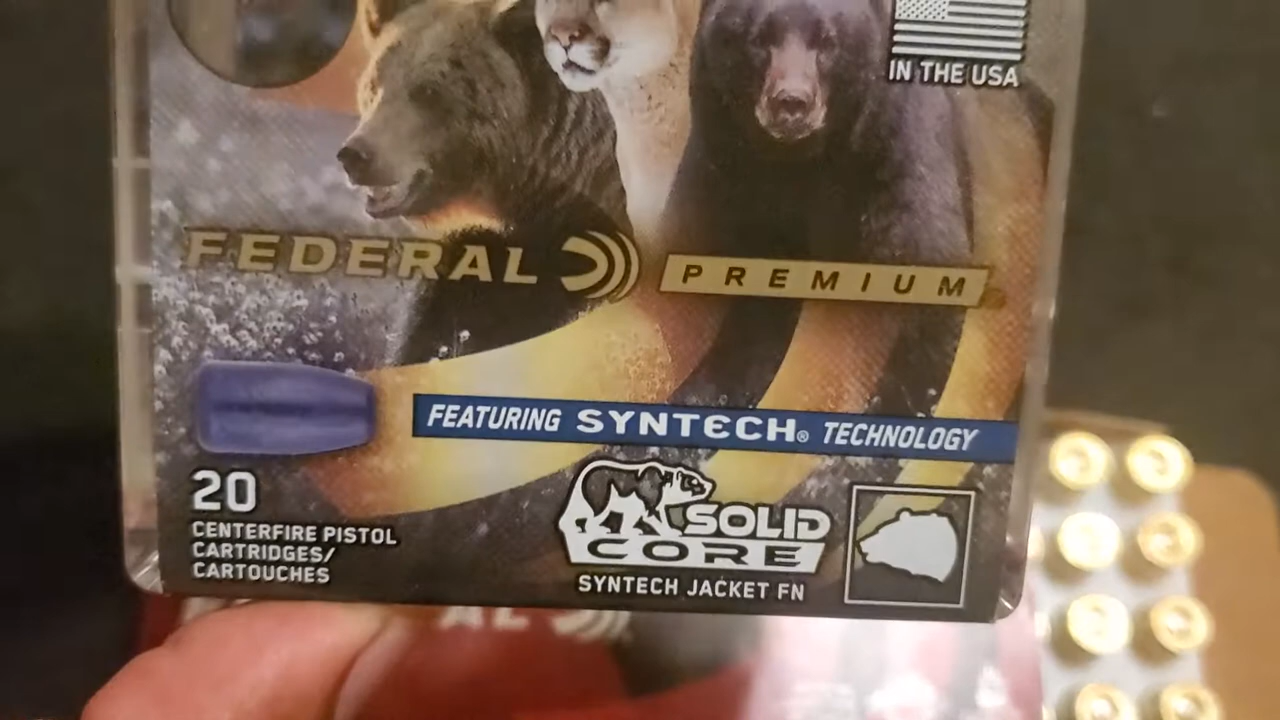 IN THE USA
FEDERAL PREMIUM
FEATURING SYNTECH® TECHNOLOGY
20
CENTERFIRE PISTOL
CARTRIDGES/
CARTOUCHES
SOLID
CORE
SYNTECH JACKET FN